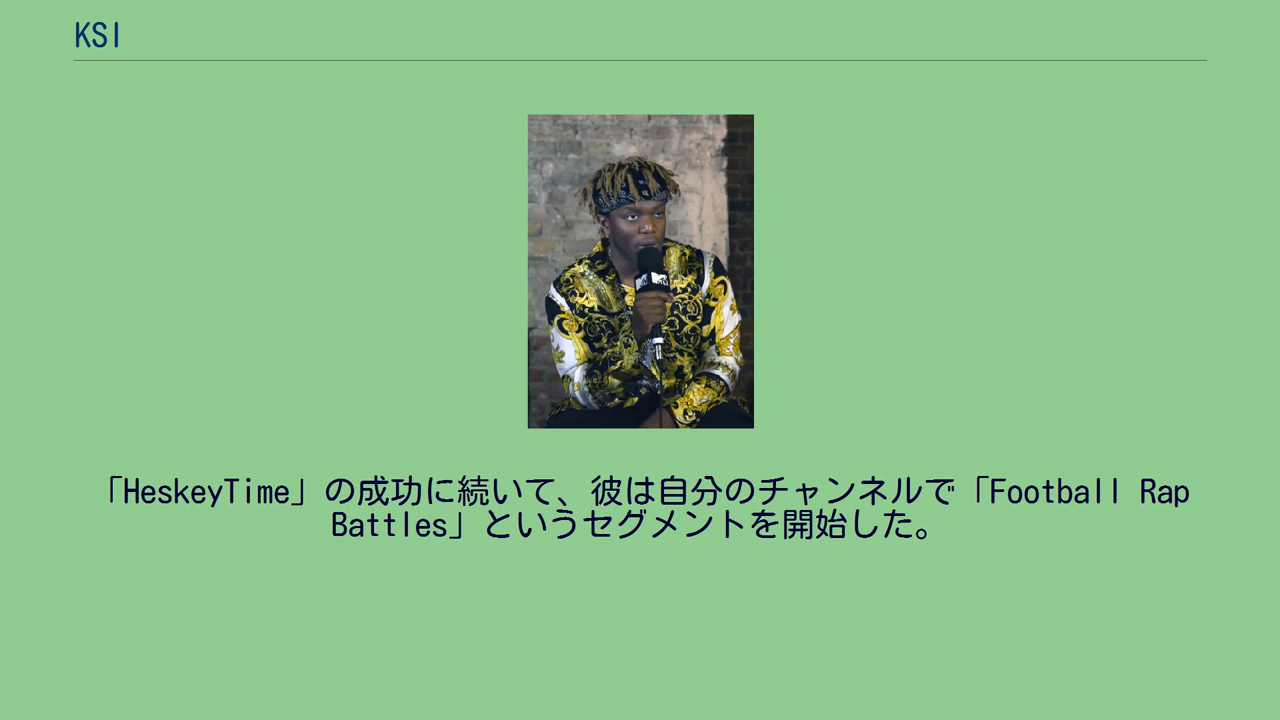 KSI
「HeskeyTime」の成功に続いて、彼は自分のチャンネルで「Football Rap
Battles」というセグメントを開始した。